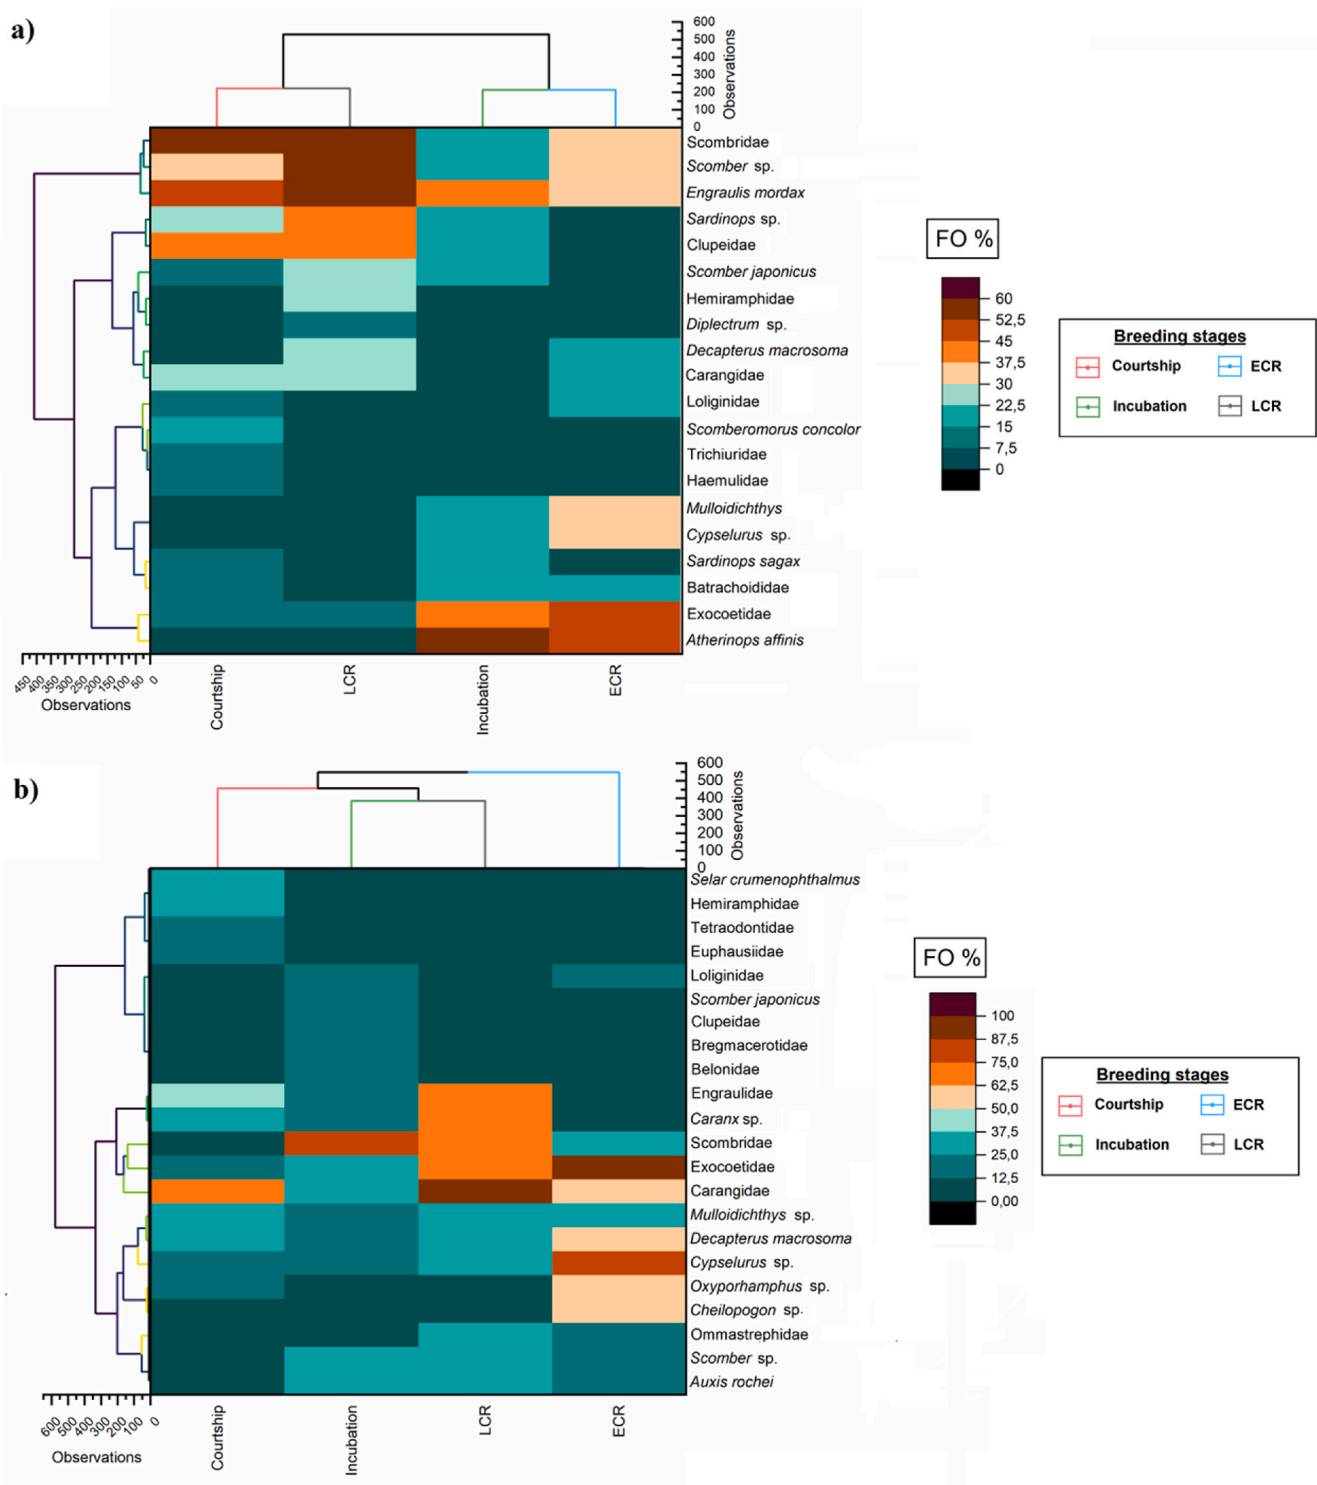 a)
600
500
400
300
200
100
0
Observations
Scombridae
Scomber sp.
Engraulis mordax
Sardinops sp.
Clupeidae
Scomber japonicus
Hemiramphidae
Diplectrum sp.
Decapterus macrosoma
Carangidae
Loliginidae
Scomberomorus concolor
Trichiuridae
Haemulidae
Mulloidichthys
Cypselurus sp.
Sardinops sagax
Batrachoididae
Exocoetidae
Atherinops affinis
450 400 350 300 250 200 150 100 50 0
Observations
Courtship
LCR
Incubation
ECR
FO %
60
52,5
45
37,5
30
22,5
15
7,5
0
Breeding stages
Courtship ECR
Incubation LCR
b)
600
500
400
300
200
100
0
Observations
Selar crumenophthalmus
Hemiramphidae
Tetraodontidae
Euphausiidae
Loliginidae
Scomber japonicus
Clupeidae
Bregmacerotidae
Belonidae
Engraulidae
Caranx sp.
Scombridae
Exocoetidae
Carangidae
Mulloidichthys sp.
Decapterus macrosoma
Cypselurus sp.
Oxyporhamphus sp.
Cheilopogon sp.
Ommastrephidae
Scomber sp.
Auxis rochei
600 500 400 300 200 100 0
Observations
Courtship
Incubation
LCR
ECR
FO %
100
87,5
75,0
62,5
50,0
37,5
25,0
12,5
0,00
Breeding stages
Courtship ECR
Incubation LCR